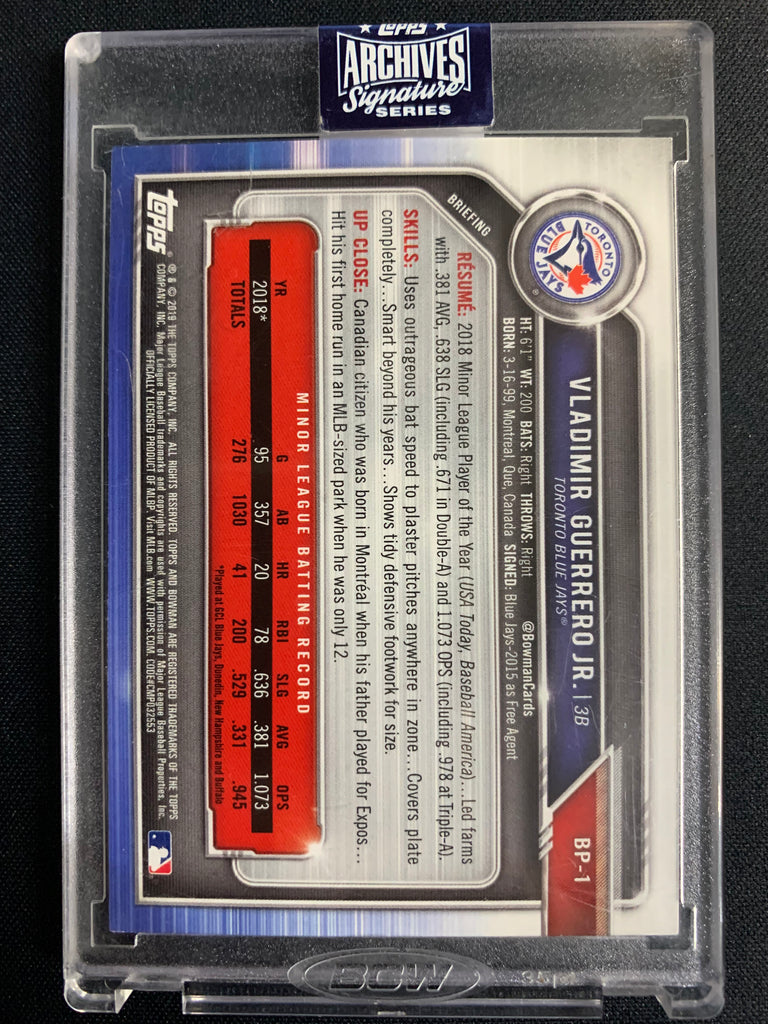 TOPPS
ARCHIVES
Signature
SERIES
TORONTO
BLUE JAYS
VLADIMIR GUERRERO JR. | 3B
TORONTO BLUE JAYS®
BP-1
@BowmanCards
HT: 6'1" WT: 200 BATS: Right THROWS: Right
BORN: 3-16-99, Montreal, Que, Canada SIGNED: Blue Jays-2015 as Free Agent
BRIEFING
RÉSUMÉ: 2018 Minor League Player of the Year (USA Today, Baseball America)...Led farms
with .381 AVG, .638 SLG (including .671 in Double-A) and 1.073 OPS (including .978 at Triple-A).
SKILLS: Uses outrageous bat speed to plaster pitches anywhere in zone...Covers plate
completely...Smart beyond his years...Shows tidy defensive footwork for size.
UP CLOSE: Canadian citizen who was born in Montréal when his father played for Expos...
Hit his first home run in an MLB-sized park when he was only 12.
MINOR LEAGUE BATTING RECORD
YR G AB HR RBI SLG AVG OPS
2018* 95 357 20 78 .636 .381 1.073
TOTALS 276 1030 41 200 .529 .331 .945
*Played at GCL Blue Jays, Dunedin, New Hampshire and Buffalo
topps
® & © 2019 THE TOPPS COMPANY, INC. ALL RIGHTS RESERVED. TOPPS AND BOWMAN ARE REGISTERED TRADEMARKS OF THE TOPPS
COMPANY, INC. Major League Baseball trademarks and copyrights are used with permission of Major League Baseball Properties, Inc.
OFFICIALLY LICENSED PRODUCT OF MLBP. Visit MLB.com WWW.TOPPS.COM. CODE#CMP032553
BCW